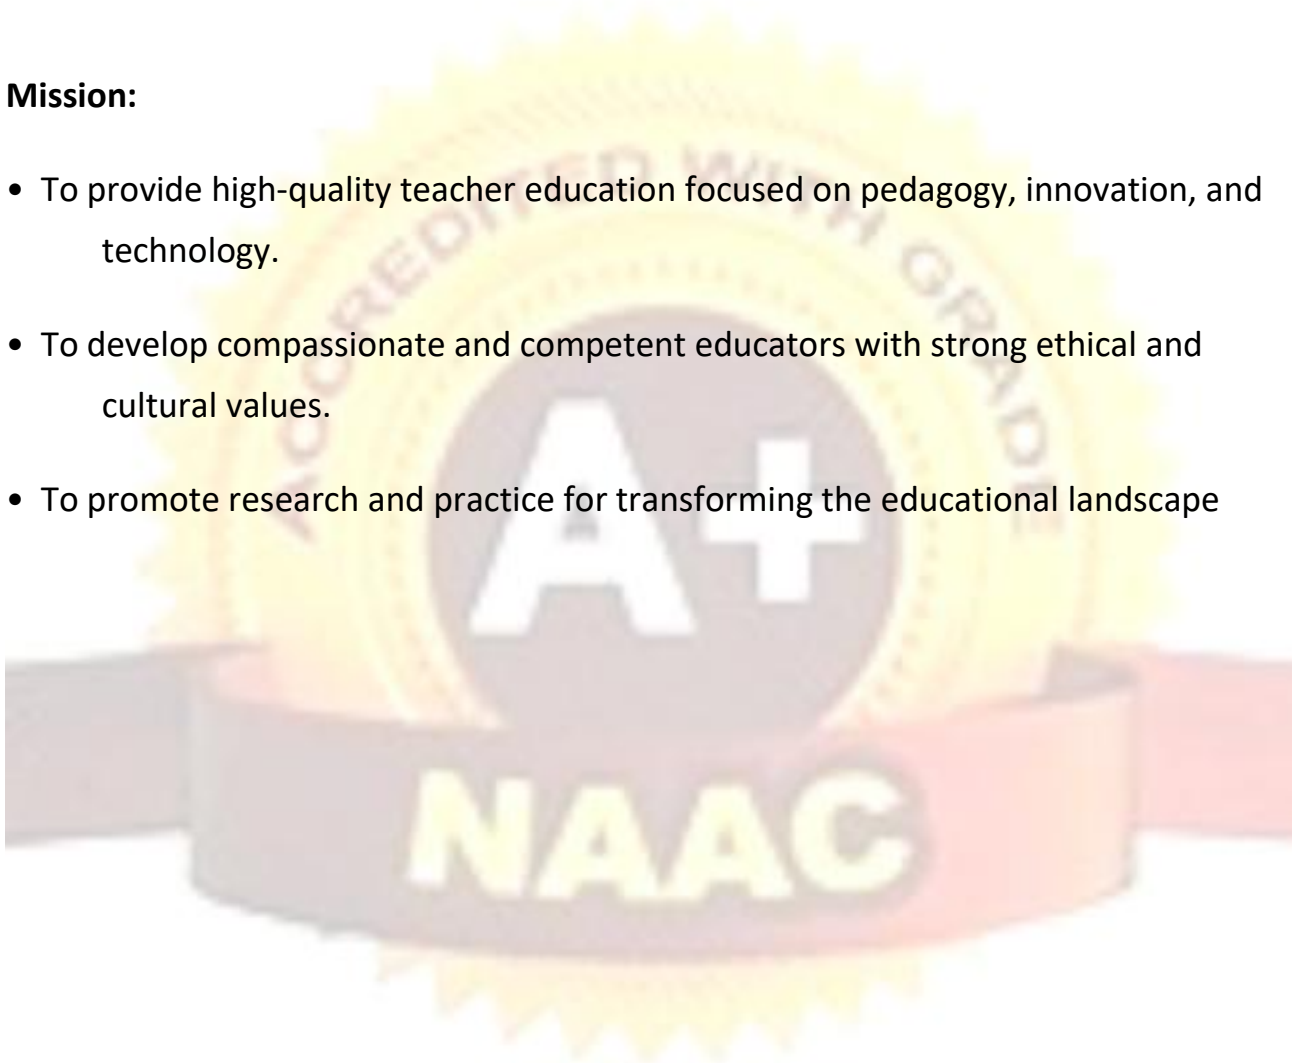 Mission:
• To provide high-quality teacher education focused on pedagogy, innovation, and
technology.
• To develop compassionate and competent educators with strong ethical and
cultural values.
• To promote research and practice for transforming the educational landscape
ACCREDITED WITH GRADE
A+
NAAC